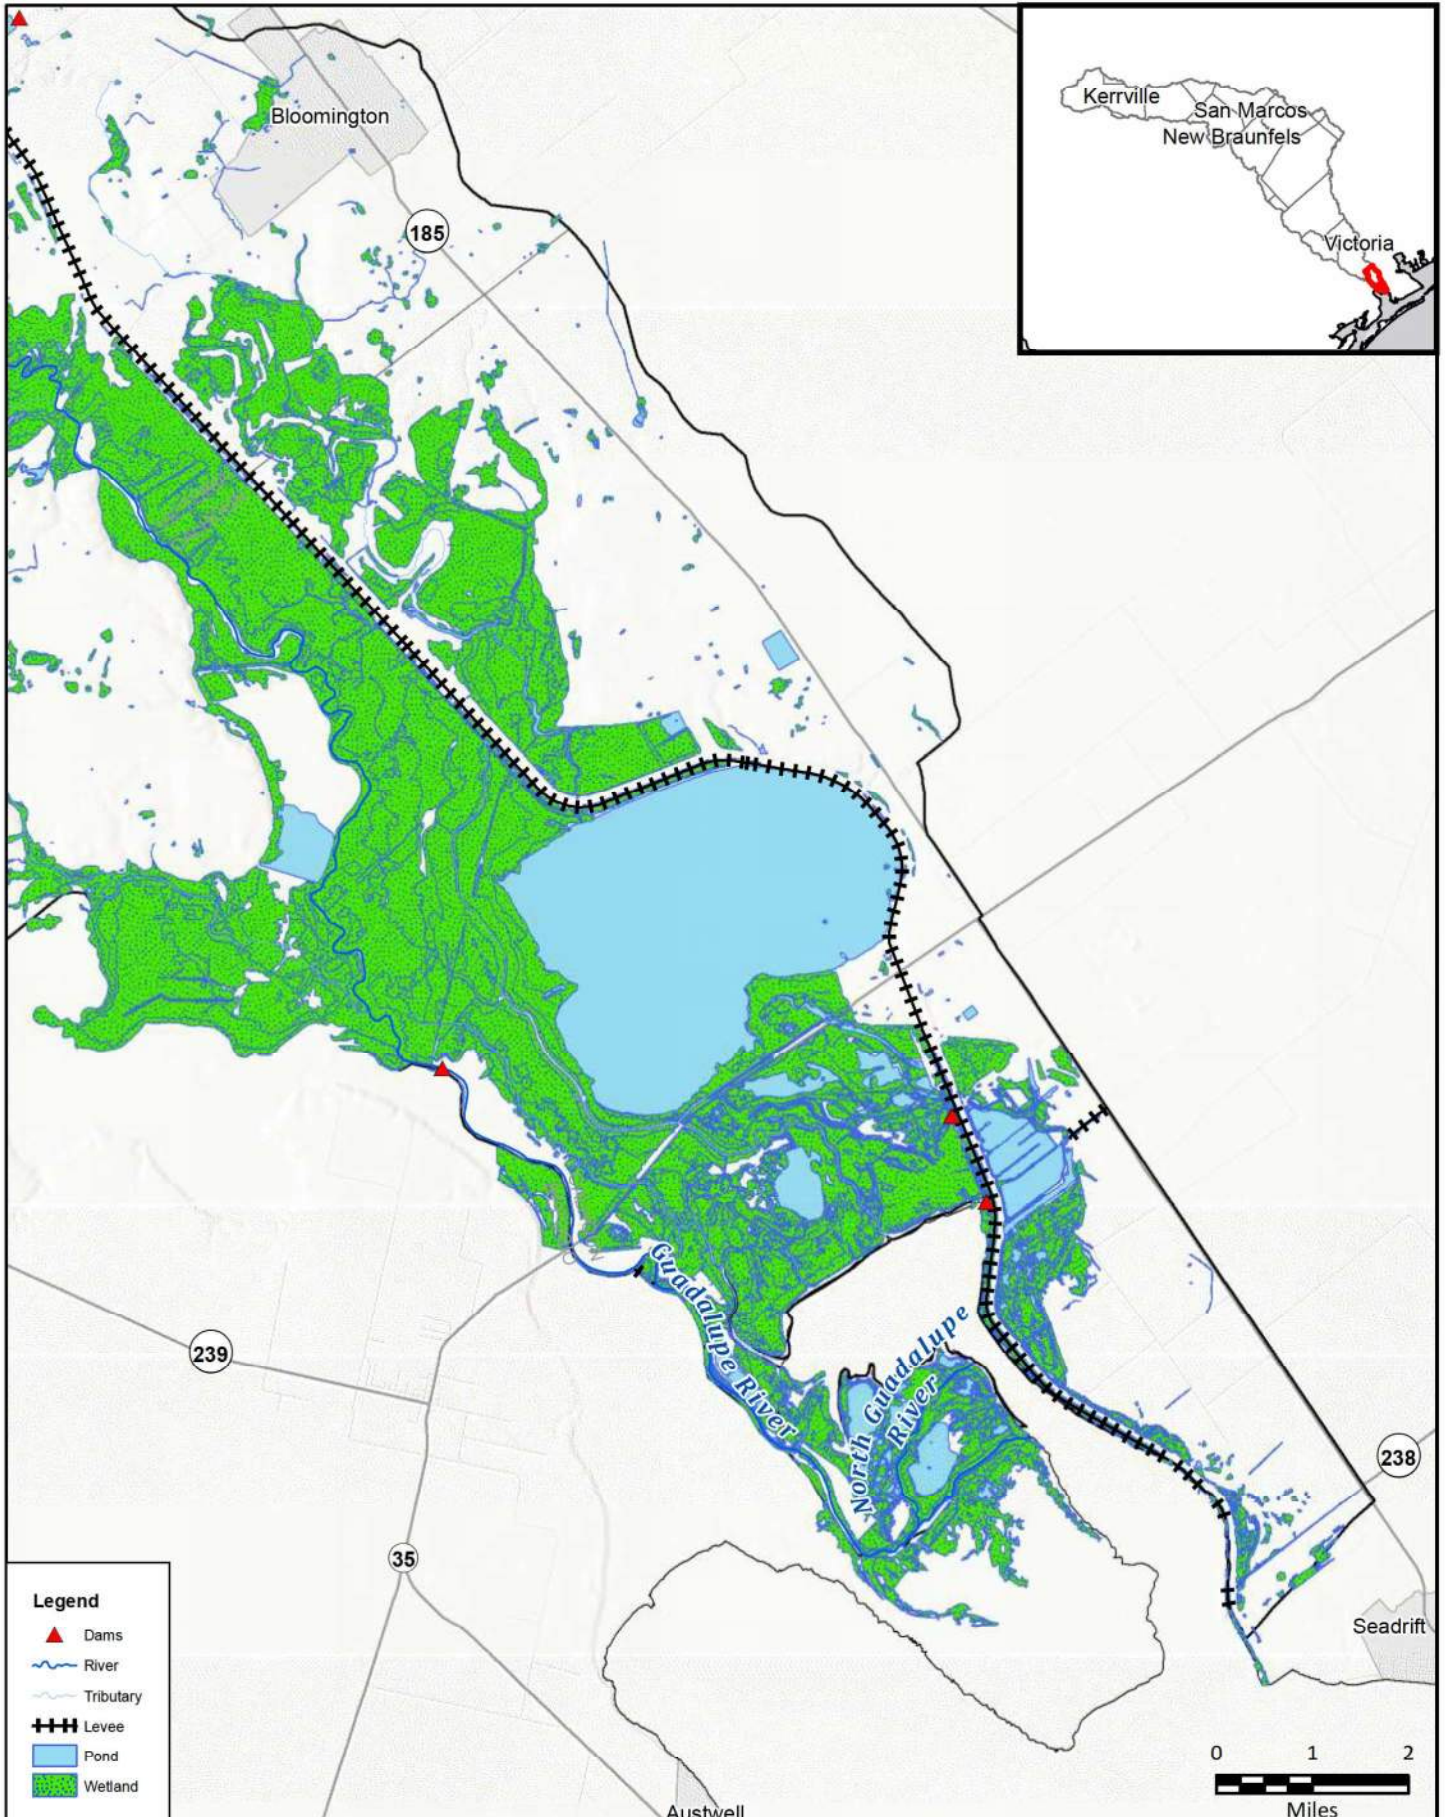 Kerrville
San Marcos
New Braunfels
Victoria
Bloomington
185
Guadalupe River
North Guadalupe
River
239
238
35
Seadrift
Austwell
Legend
Dams
River
Tributary
Levee
Pond
Wetland
0 1 2
Miles